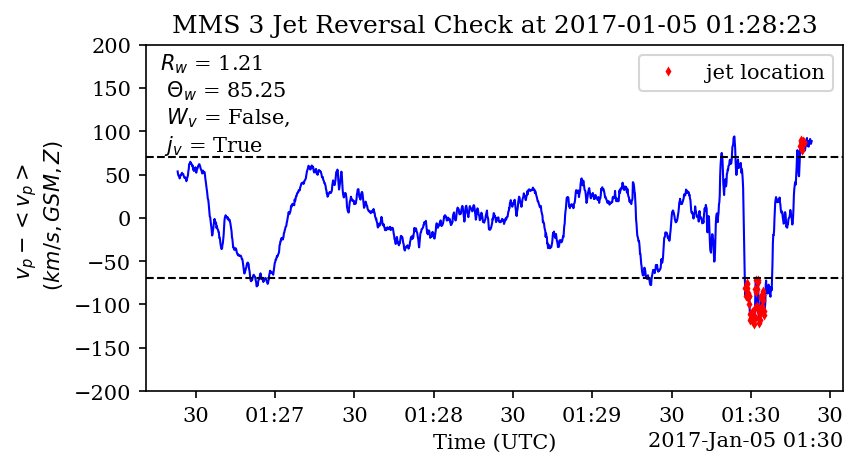 MMS 3 Jet Reversal Check at 2017-01-05 01:28:23
R_w = 1.21
Θ_w = 85.25
W_v = False,
j_v = True
jet location
v_p − <v_p>
(km/s, GSM, Z)
200
150
100
50
0
−50
−100
−150
−200
30 01:27 30 01:28 30 01:29 30 01:30 30
Time (UTC)
2017-Jan-05 01:30